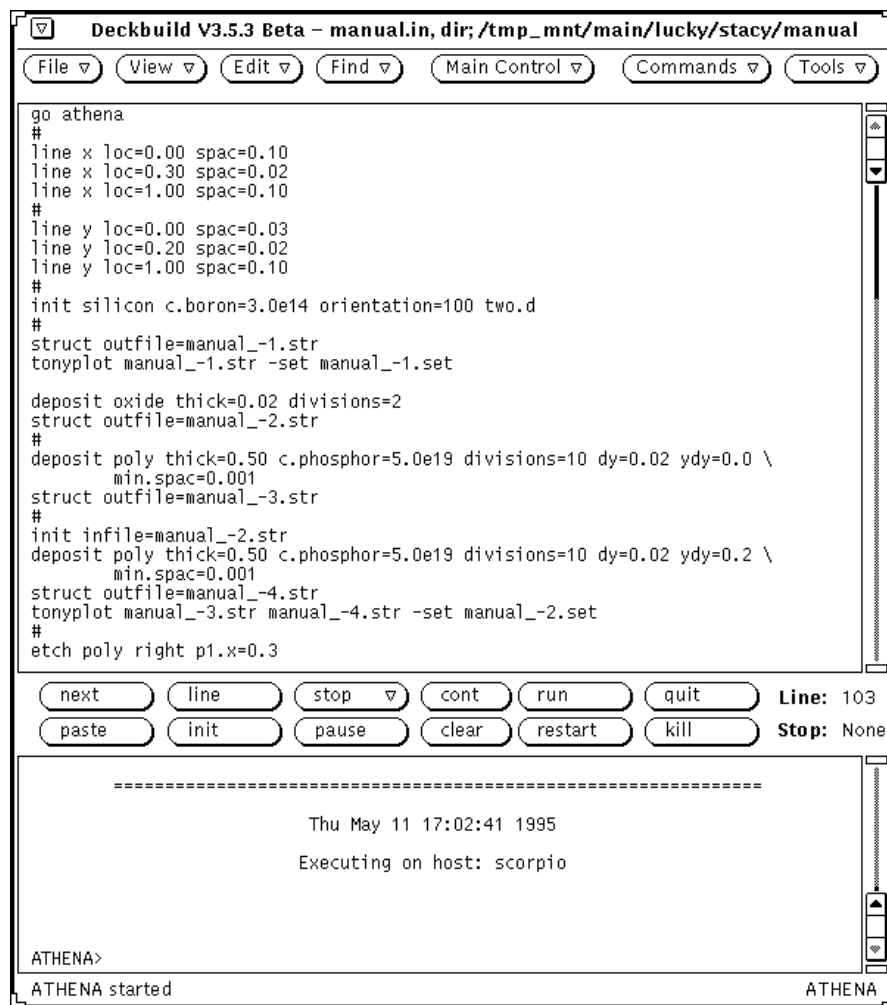 Deckbuild V3.5.3 Beta – manual.in, dir; /tmp_mnt/main/lucky/stacy/manual
File View Edit Find Main Control Commands Tools
go athena
#
line x loc=0.00 spac=0.10
line x loc=0.30 spac=0.02
line x loc=1.00 spac=0.10
#
line y loc=0.00 spac=0.03
line y loc=0.20 spac=0.02
line y loc=1.00 spac=0.10
#
init silicon c.boron=3.0e14 orientation=100 two.d
#
struct outfile=manual_-1.str
tonyplot manual_-1.str -set manual_-1.set
deposit oxide thick=0.02 divisions=2
struct outfile=manual_-2.str
#
deposit poly thick=0.50 c.phosphor=5.0e19 divisions=10 dy=0.02 ydy=0.0 \
min.spac=0.001
struct outfile=manual_-3.str
#
init infile=manual_-2.str
deposit poly thick=0.50 c.phosphor=5.0e19 divisions=10 dy=0.02 ydy=0.2 \
min.spac=0.001
struct outfile=manual_-4.str
tonyplot manual_-3.str manual_-4.str -set manual_-2.set
#
etch poly right p1.x=0.3
next line stop cont run quit Line: 103
paste init pause clear restart kill Stop: None
================================================================
Thu May 11 17:02:41 1995
Executing on host: scorpio
ATHENA>
ATHENA started ATHENA